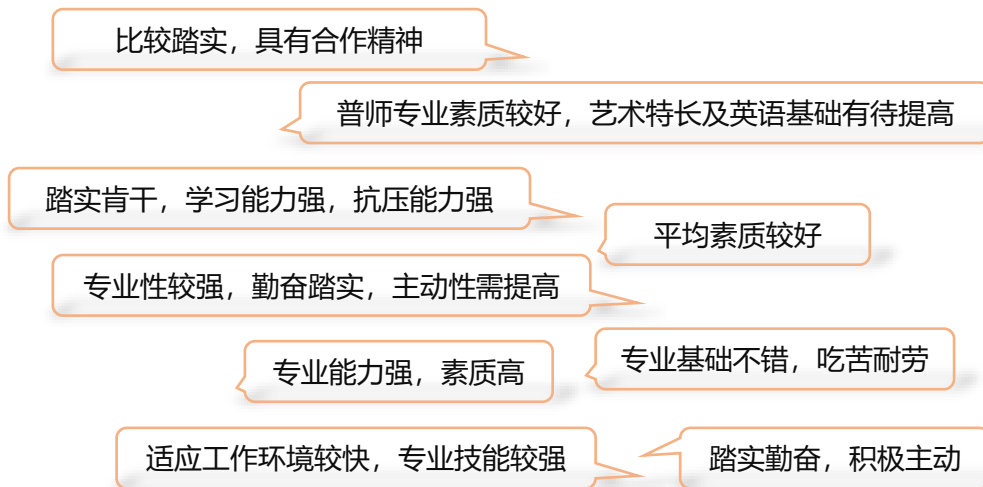 比较踏实，具有合作精神
普师专业素质较好，艺术特长及英语基础有待提高
踏实肯干，学习能力强，抗压能力强
平均素质较好
专业性较强，勤奋踏实，主动性需提高
专业能力强，素质高
专业基础不错，吃苦耐劳
适应工作环境较快，专业技能较强
踏实勤奋，积极主动